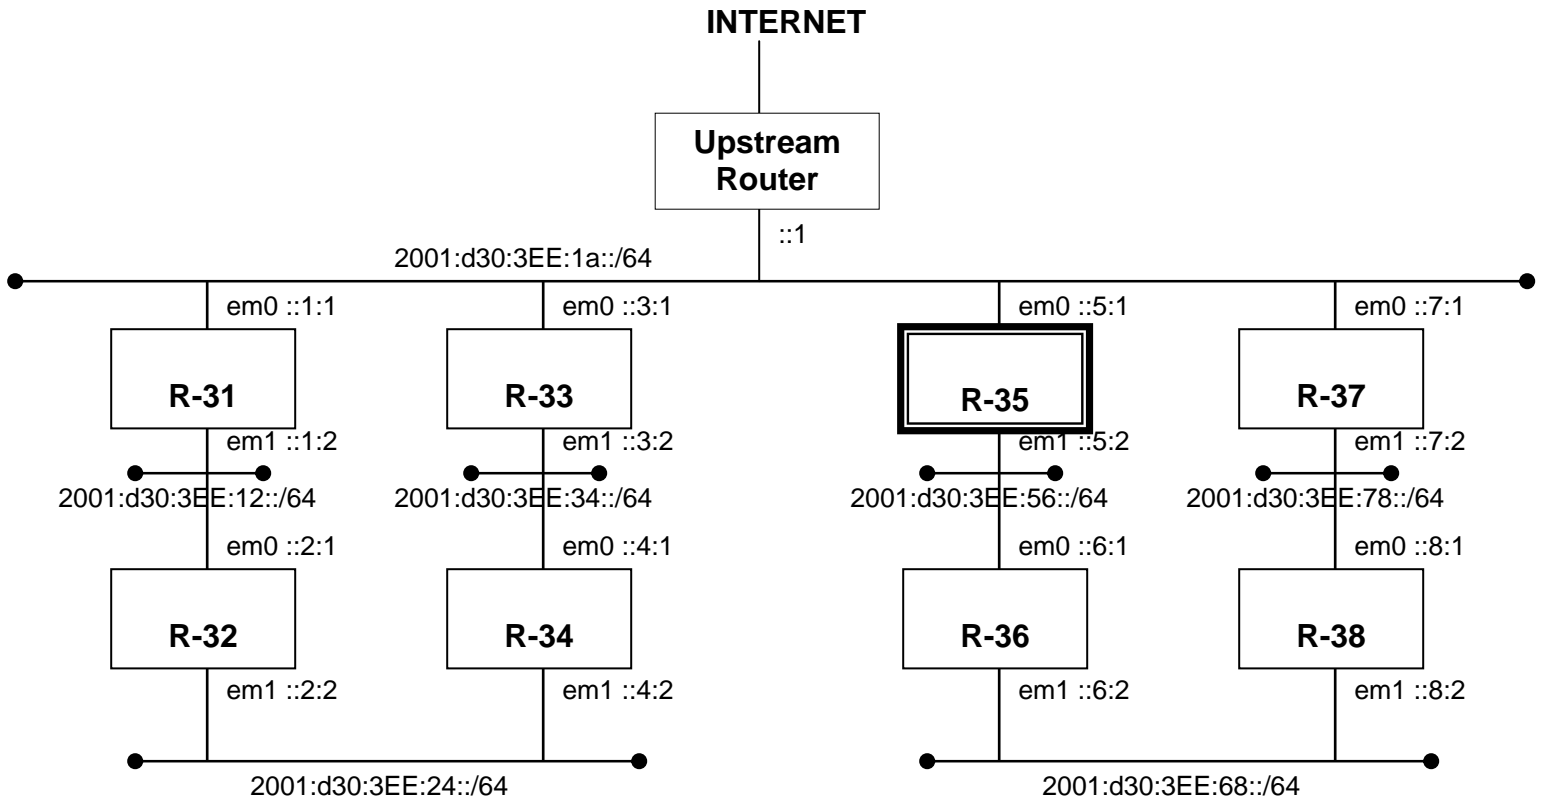 INTERNET
Upstream
Router
::1
2001:d30:3EE:1a::/64
em0 ::1:1
em0 ::3:1
em0 ::5:1
em0 ::7:1
R-31
R-33
R-35
R-37
em1 ::1:2
em1 ::3:2
em1 ::5:2
em1 ::7:2
2001:d30:3EE:12::/64
2001:d30:3EE:34::/64
2001:d30:3EE:56::/64
2001:d30:3EE:78::/64
em0 ::2:1
em0 ::4:1
em0 ::6:1
em0 ::8:1
R-32
R-34
R-36
R-38
em1 ::2:2
em1 ::4:2
em1 ::6:2
em1 ::8:2
2001:d30:3EE:24::/64
2001:d30:3EE:68::/64